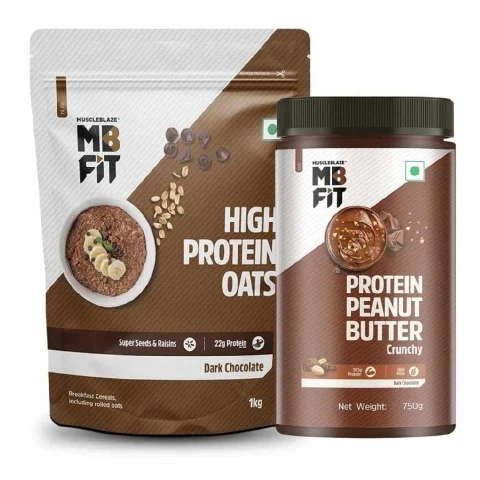 MUSCLEBLAZE
MB
FIT
HIGH
PROTEIN
OATS
Super Seeds & Raisins
22g Protein
Dark Chocolate
Breakfast Cereals,
including rolled oats
1kg
MUSCLEBLAZE
MB
FIT
PROTEIN
PEANUT
BUTTER
Crunchy
Protein
Dark Chocolate
Net Weight: 750g